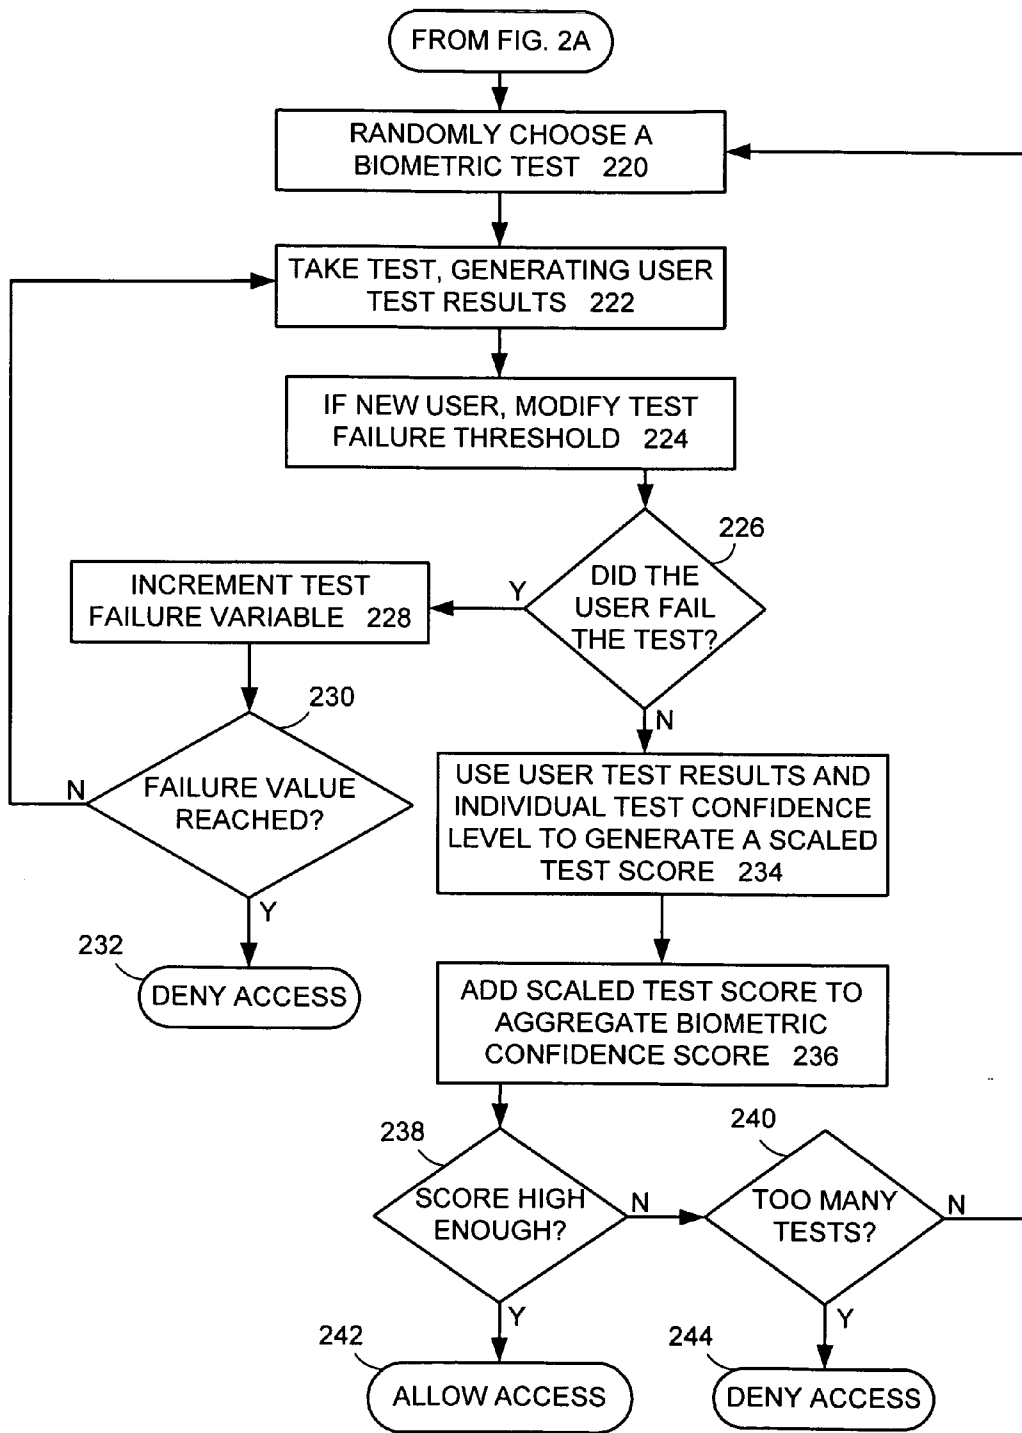 FROM FIG. 2A
RANDOMLY CHOOSE A
BIOMETRIC TEST 220
TAKE TEST, GENERATING USER
TEST RESULTS 222
IF NEW USER, MODIFY TEST
FAILURE THRESHOLD 224
226
DID THE
USER FAIL
THE TEST?
Y
N
INCREMENT TEST
FAILURE VARIABLE 228
230
FAILURE VALUE
REACHED?
N
Y
232
DENY ACCESS
USE USER TEST RESULTS AND
INDIVIDUAL TEST CONFIDENCE
LEVEL TO GENERATE A SCALED
TEST SCORE 234
ADD SCALED TEST SCORE TO
AGGREGATE BIOMETRIC
CONFIDENCE SCORE 236
238
SCORE HIGH
ENOUGH?
N
Y
240
TOO MANY
TESTS?
N
Y
242
ALLOW ACCESS
244
DENY ACCESS